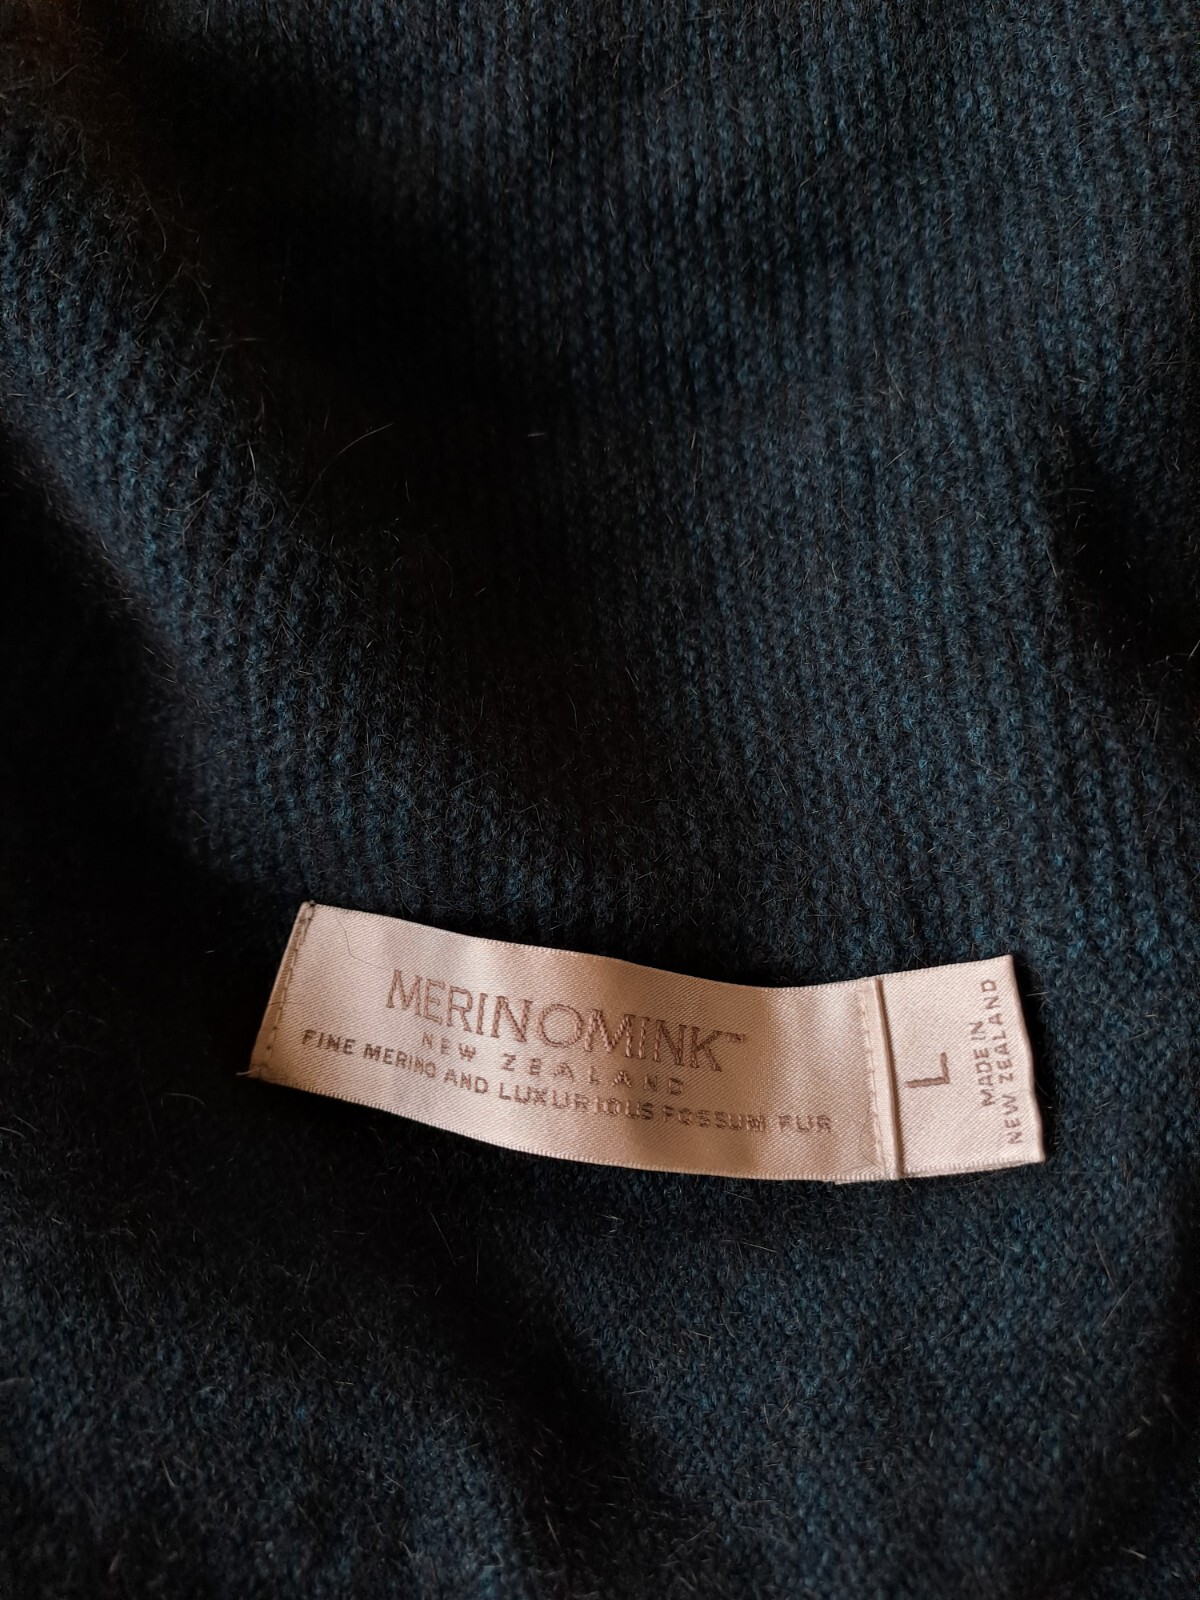 MERINOMINK™
NEW ZEALAND
FINE MERINO AND LUXURIOUS POSSUM FUR
L
MADE IN
NEW ZEALAND